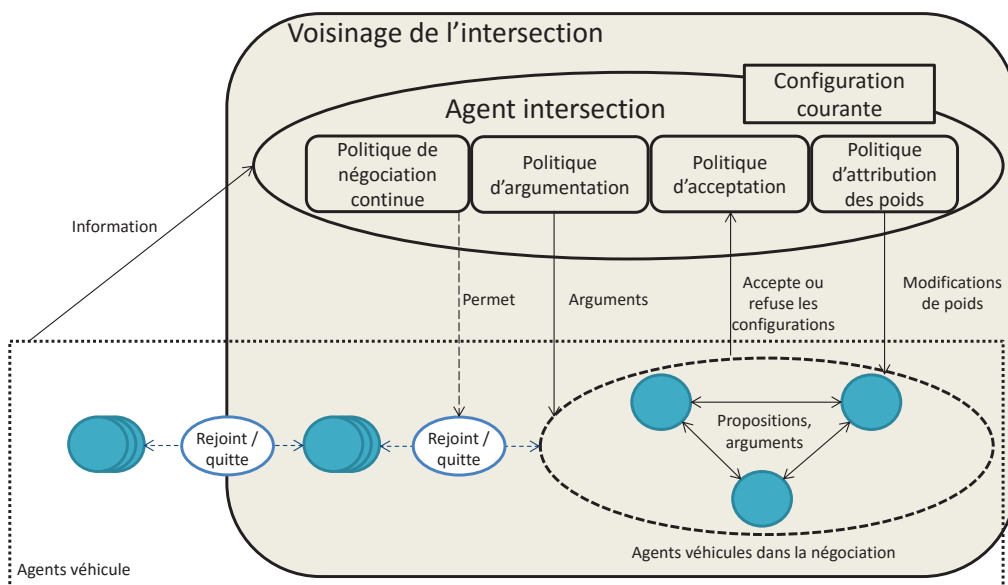 Voisinage de l'intersection
Configuration
courante
Agent intersection
Politique de
négociation
continue
Politique
d'argumentation
Politique
d'acceptation
Politique
d'attribution
des poids
Information
Permet
Arguments
Accepte ou
refuse les
configurations
Modifications
de poids
Rejoint /
quitte
Rejoint /
quitte
Propositions,
arguments
Agents véhicules dans la négociation
Agents véhicule